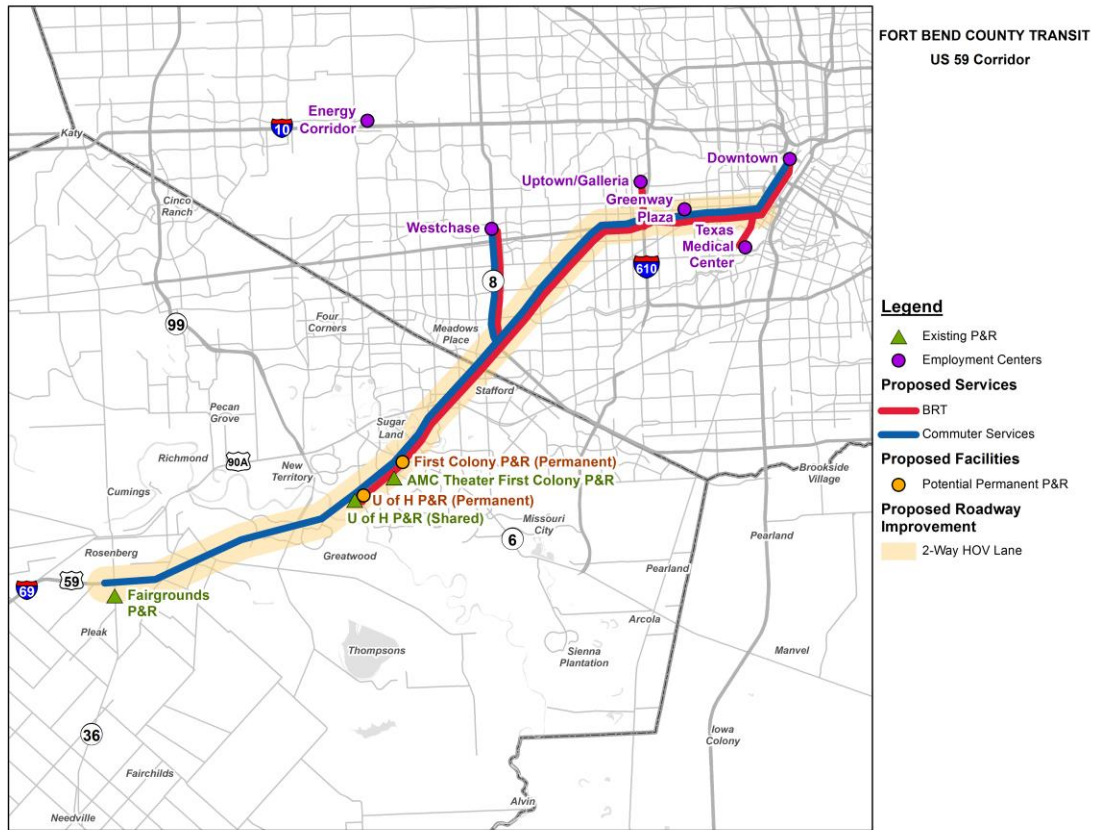 FORT BEND COUNTY TRANSIT
US 59 Corridor
Energy
Corridor
10
Katy
Downtown
Uptown/Galleria
Greenway
Plaza
Cinco
Ranch
Westchase
Texas
Medical
Center
610
8
99
Four
Corners
Meadows
Place
Stafford
Pecan
Grove
Sugar
Land
Richmond
90A
New
Territory
First Colony P&R (Permanent)
AMC Theater First Colony P&R
U of H P&R (Permanent)
U of H P&R (Shared)
Cumings
Brookside
Village
Missouri
City
6
Greatwood
Pearland
Rosenberg
59
69
Fairgrounds
P&R
Pearland
Pleak
Arcola
Thompsons
Sienna
Plantation
Manvel
36
Iowa
Colony
Fairchilds
Alvin
Needville
Legend
Existing P&R
Employment Centers
Proposed Services
BRT
Commuter Services
Proposed Facilities
Potential Permanent P&R
Proposed Roadway
Improvement
2-Way HOV Lane